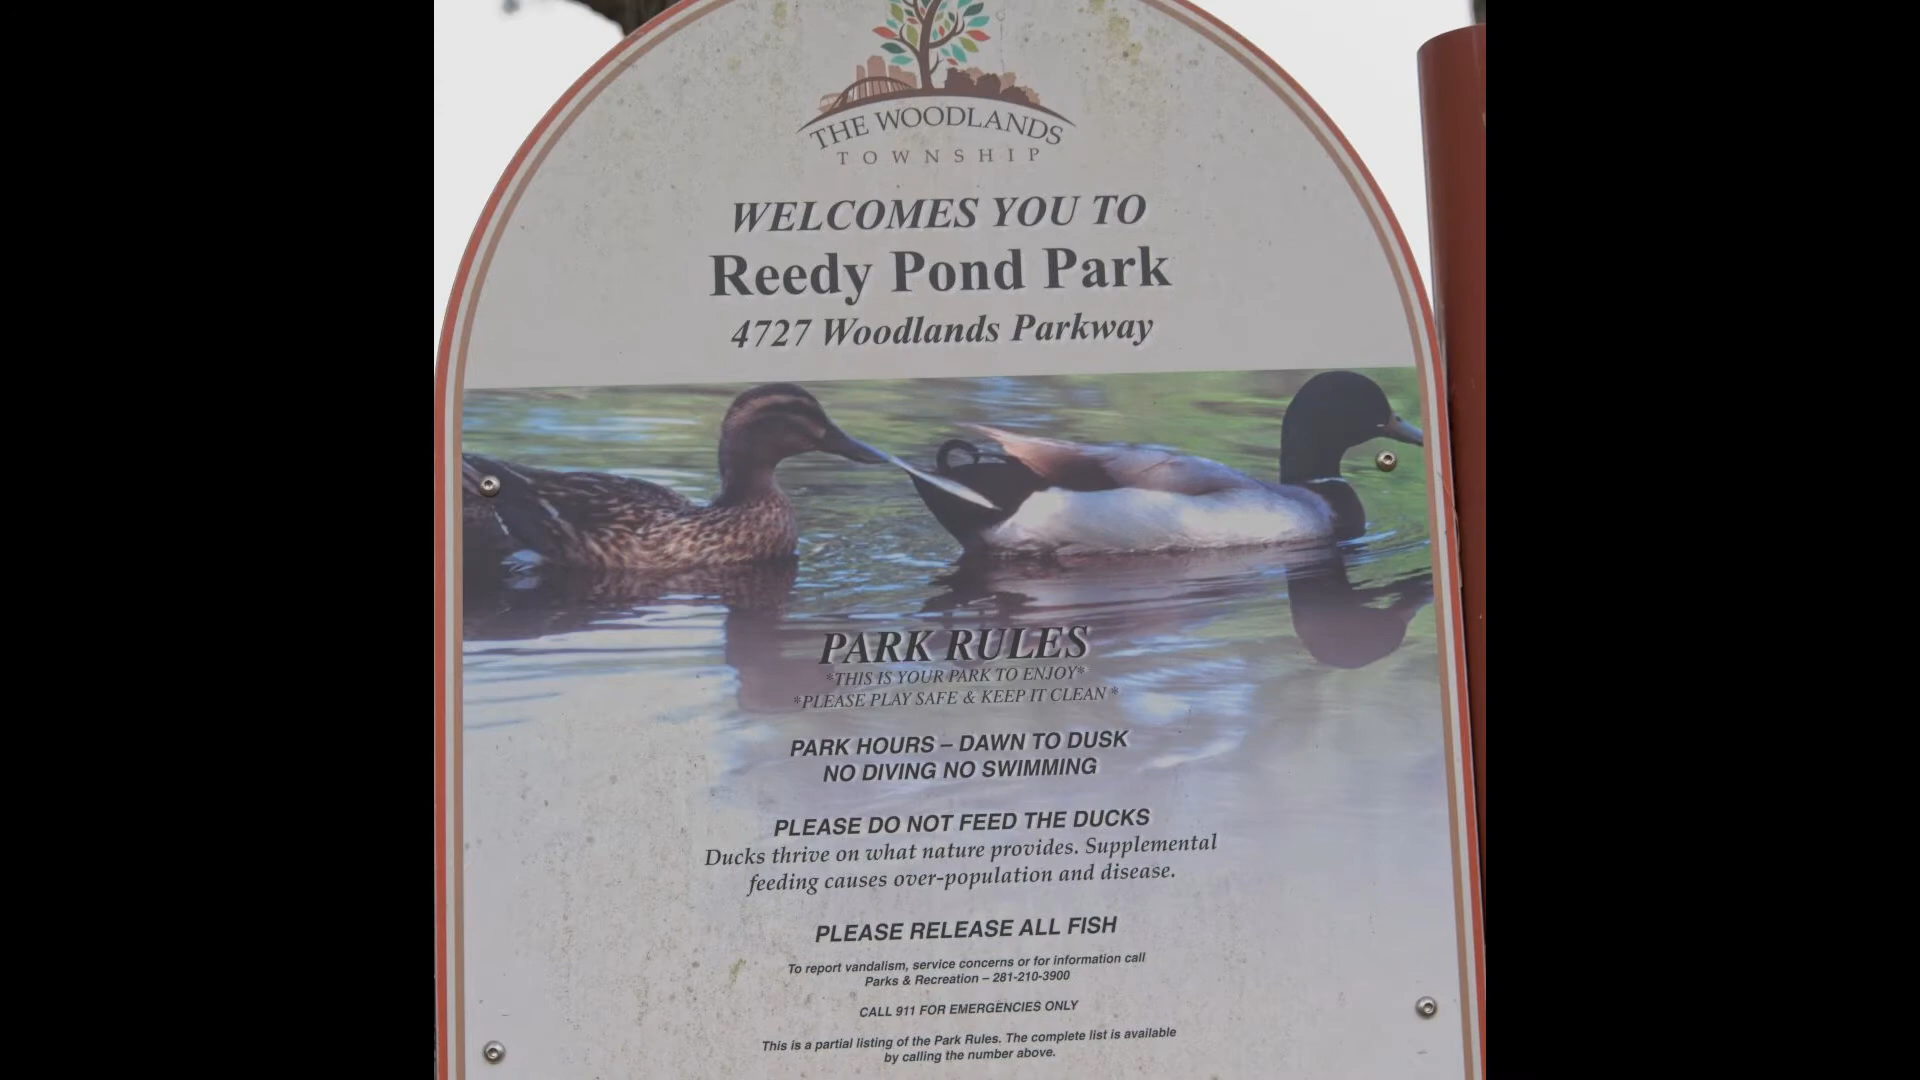 THE WOODLANDS
TOWNSHIP
WELCOMES YOU TO
Reedy Pond Park
4727 Woodlands Parkway
PARK RULES
*THIS IS YOUR PARK TO ENJOY*
*PLEASE PLAY SAFE & KEEP IT CLEAN *
PARK HOURS – DAWN TO DUSK
NO DIVING NO SWIMMING
PLEASE DO NOT FEED THE DUCKS
Ducks thrive on what nature provides. Supplemental
feeding causes over-population and disease.
PLEASE RELEASE ALL FISH
To report vandalism, service concerns or for information call
Parks & Recreation – 281-210-3900
CALL 911 FOR EMERGENCIES ONLY
This is a partial listing of the Park Rules. The complete list is available
by calling the number above.